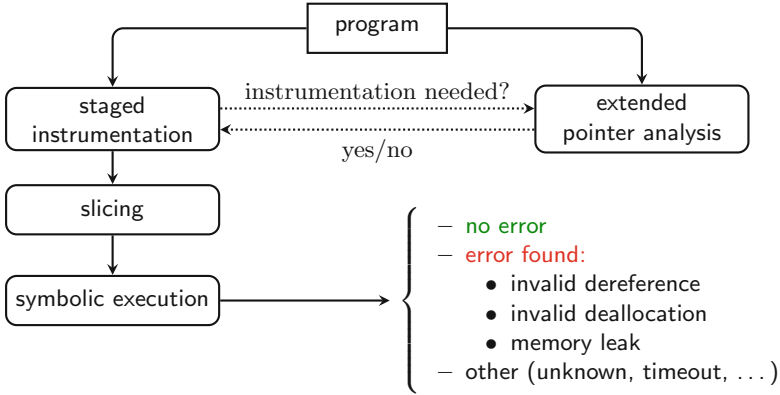 program
staged
instrumentation
instrumentation needed?
yes/no
extended
pointer analysis
slicing
symbolic execution
– no error
– error found:
• invalid dereference
• invalid deallocation
• memory leak
– other (unknown, timeout, ...)